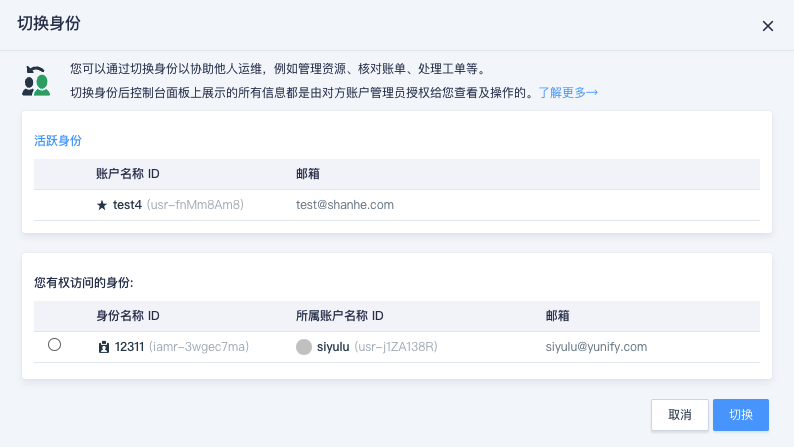 切换身份
您可以通过切换身份以协助他人运维，例如管理资源、核对账单、处理工单等。
切换身份后控制台面板上展示的所有信息都是由对方账户管理员授权给您查看及操作的。了解更多→
活跃身份
账户名称 ID 邮箱
★ test4 (usr-fnMm8Am8) test@shanhe.com
您有权访问的身份:
身份名称 ID 所属账户名称 ID 邮箱
12311 (iamr-3wgec7ma) siyulu (usr-j1ZA138R) siyulu@yunify.com
取消 切换